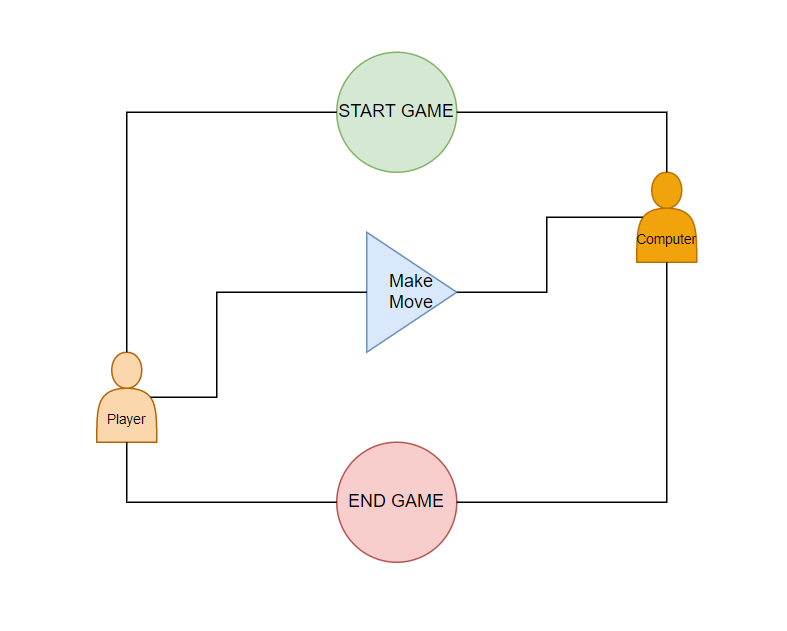 START GAME
Computer
Make
Move
Player
END GAME